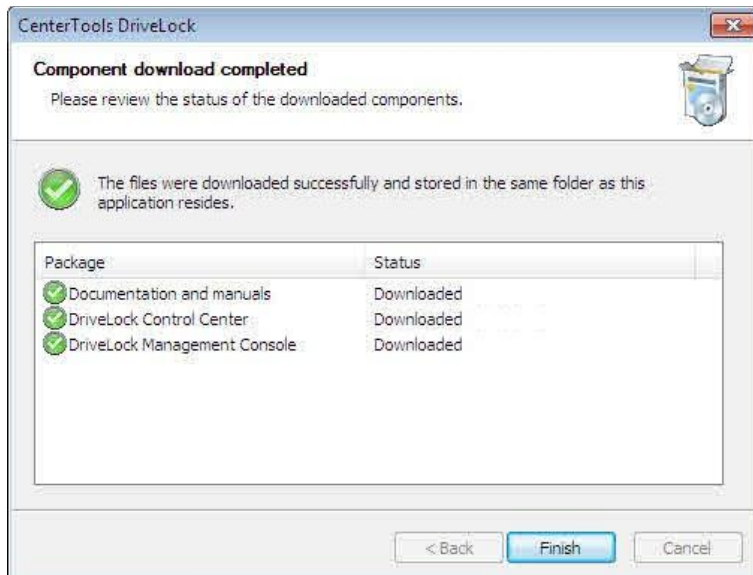 CenterTools DriveLock
Component download completed
Please review the status of the downloaded components.
The files were downloaded successfully and stored in the same folder as this
application resides.
Package Status
Documentation and manuals Downloaded
DriveLock Control Center Downloaded
DriveLock Management Console Downloaded
< Back Finish Cancel